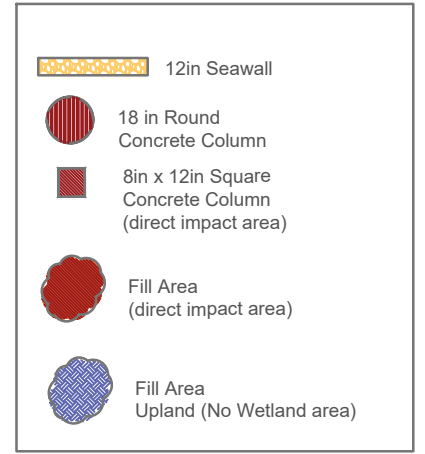 12in Seawall
18 in Round
Concrete Column
8in x 12in Square
Concrete Column
(direct impact area)
Fill Area
(direct impact area)
Fill Area
Upland (No Wetland area)